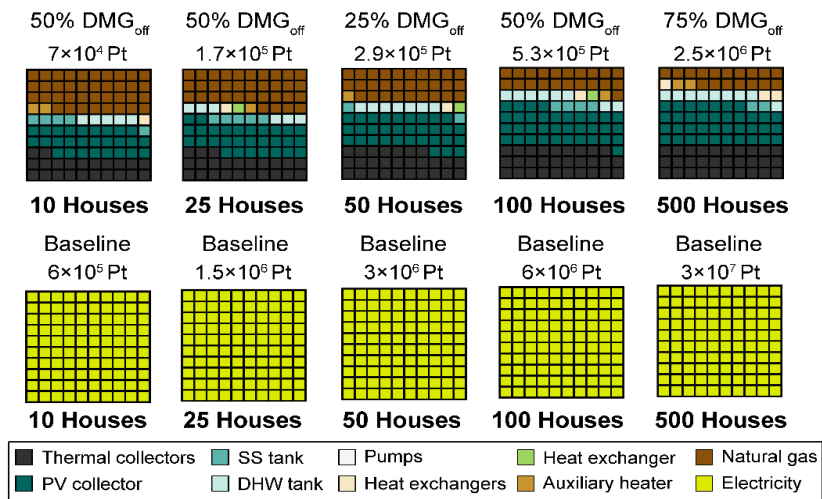 50% DMGoff 50% DMGoff 25% DMGoff 50% DMGoff 75% DMGoff
7×10⁴ Pt 1.7×10⁵ Pt 2.9×10⁵ Pt 5.3×10⁵ Pt 2.5×10⁶ Pt
10 Houses 25 Houses 50 Houses 100 Houses 500 Houses
Baseline Baseline Baseline Baseline Baseline
6×10⁵ Pt 1.5×10⁶ Pt 3×10⁶ Pt 6×10⁶ Pt 3×10⁷ Pt
10 Houses 25 Houses 50 Houses 100 Houses 500 Houses
Thermal collectors SS tank Pumps Heat exchanger Natural gas
PV collector DHW tank Heat exchangers Auxiliary heater Electricity